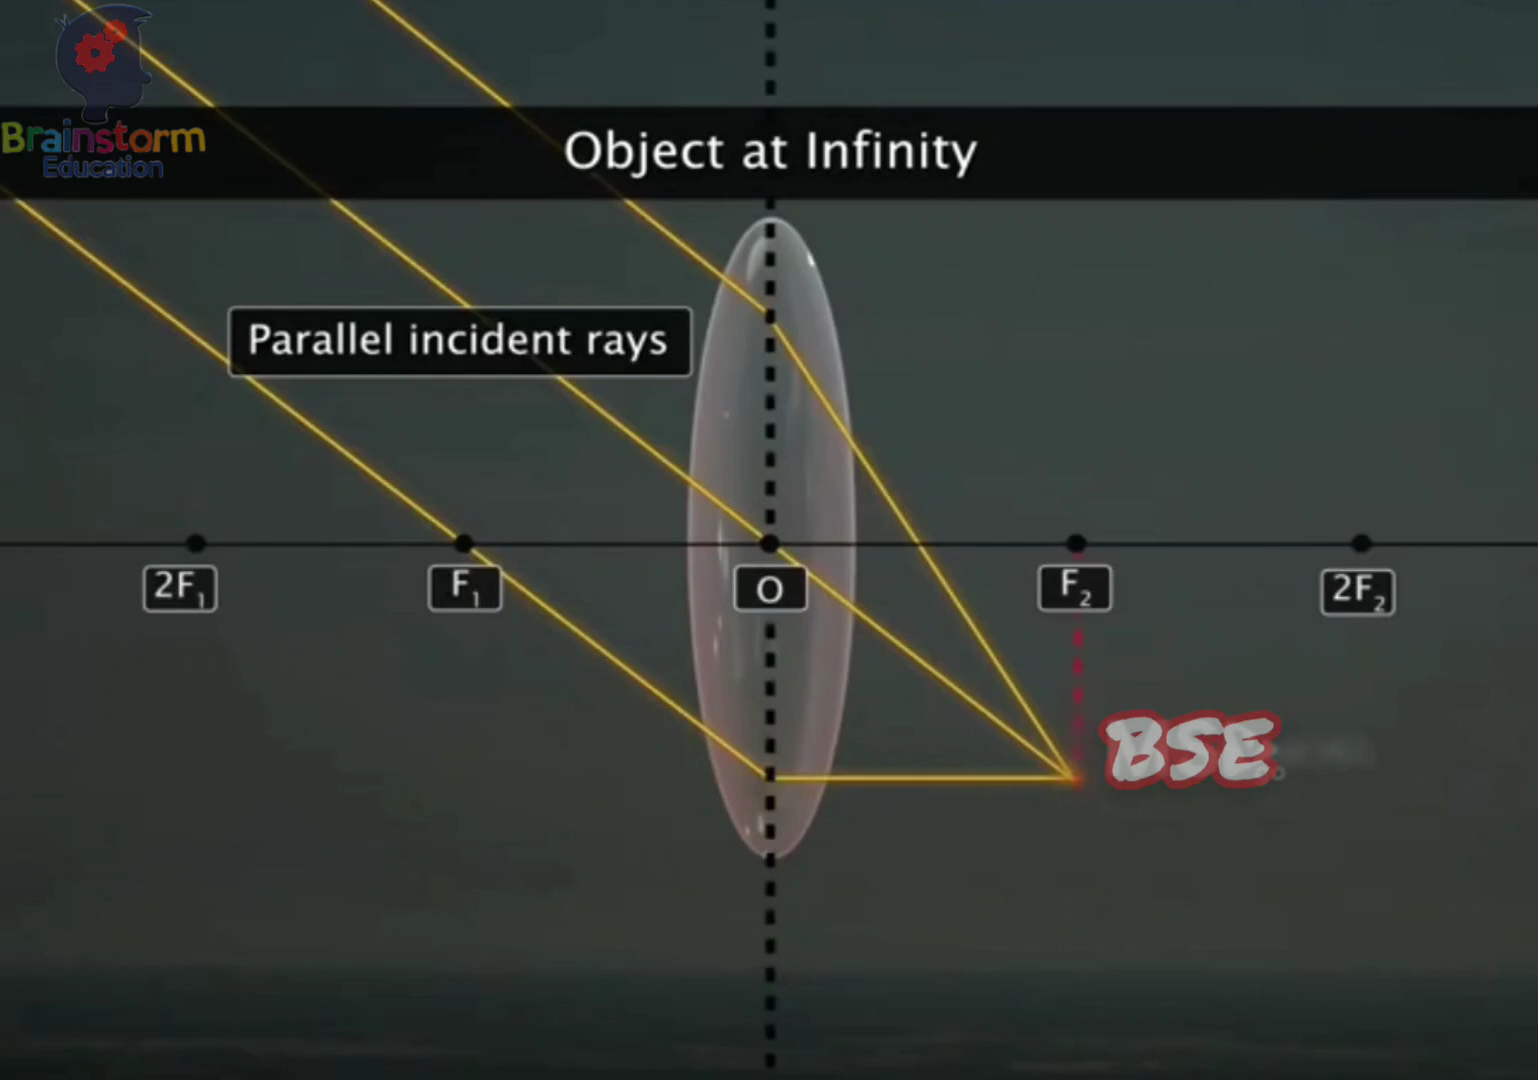 Brainstorm
Education
Object at Infinity
Parallel incident rays
2F₁
F₁
O
F₂
2F₂
BSE